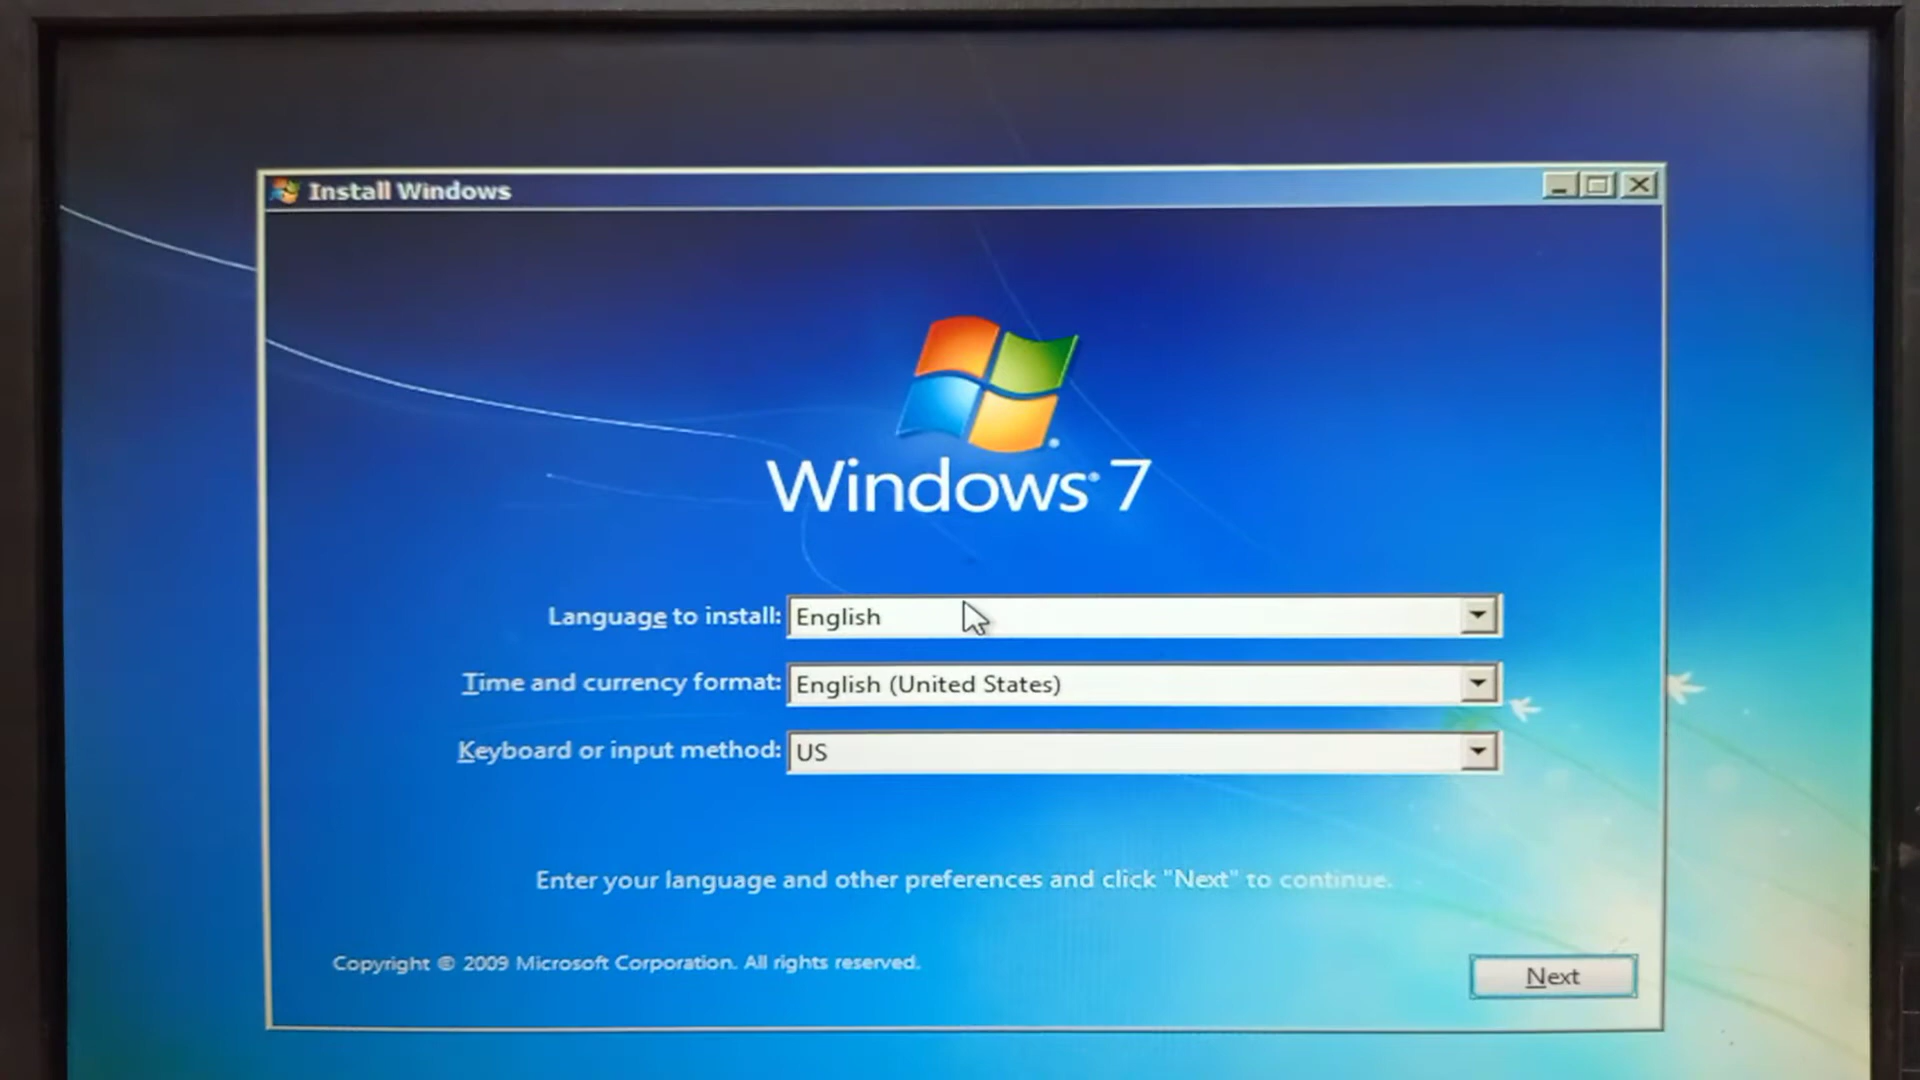 Install Windows
Windows® 7
Language to install: English
Time and currency format: English (United States)
Keyboard or input method: US
Enter your language and other preferences and click "Next" to continue.
Copyright © 2009 Microsoft Corporation. All rights reserved.
Next